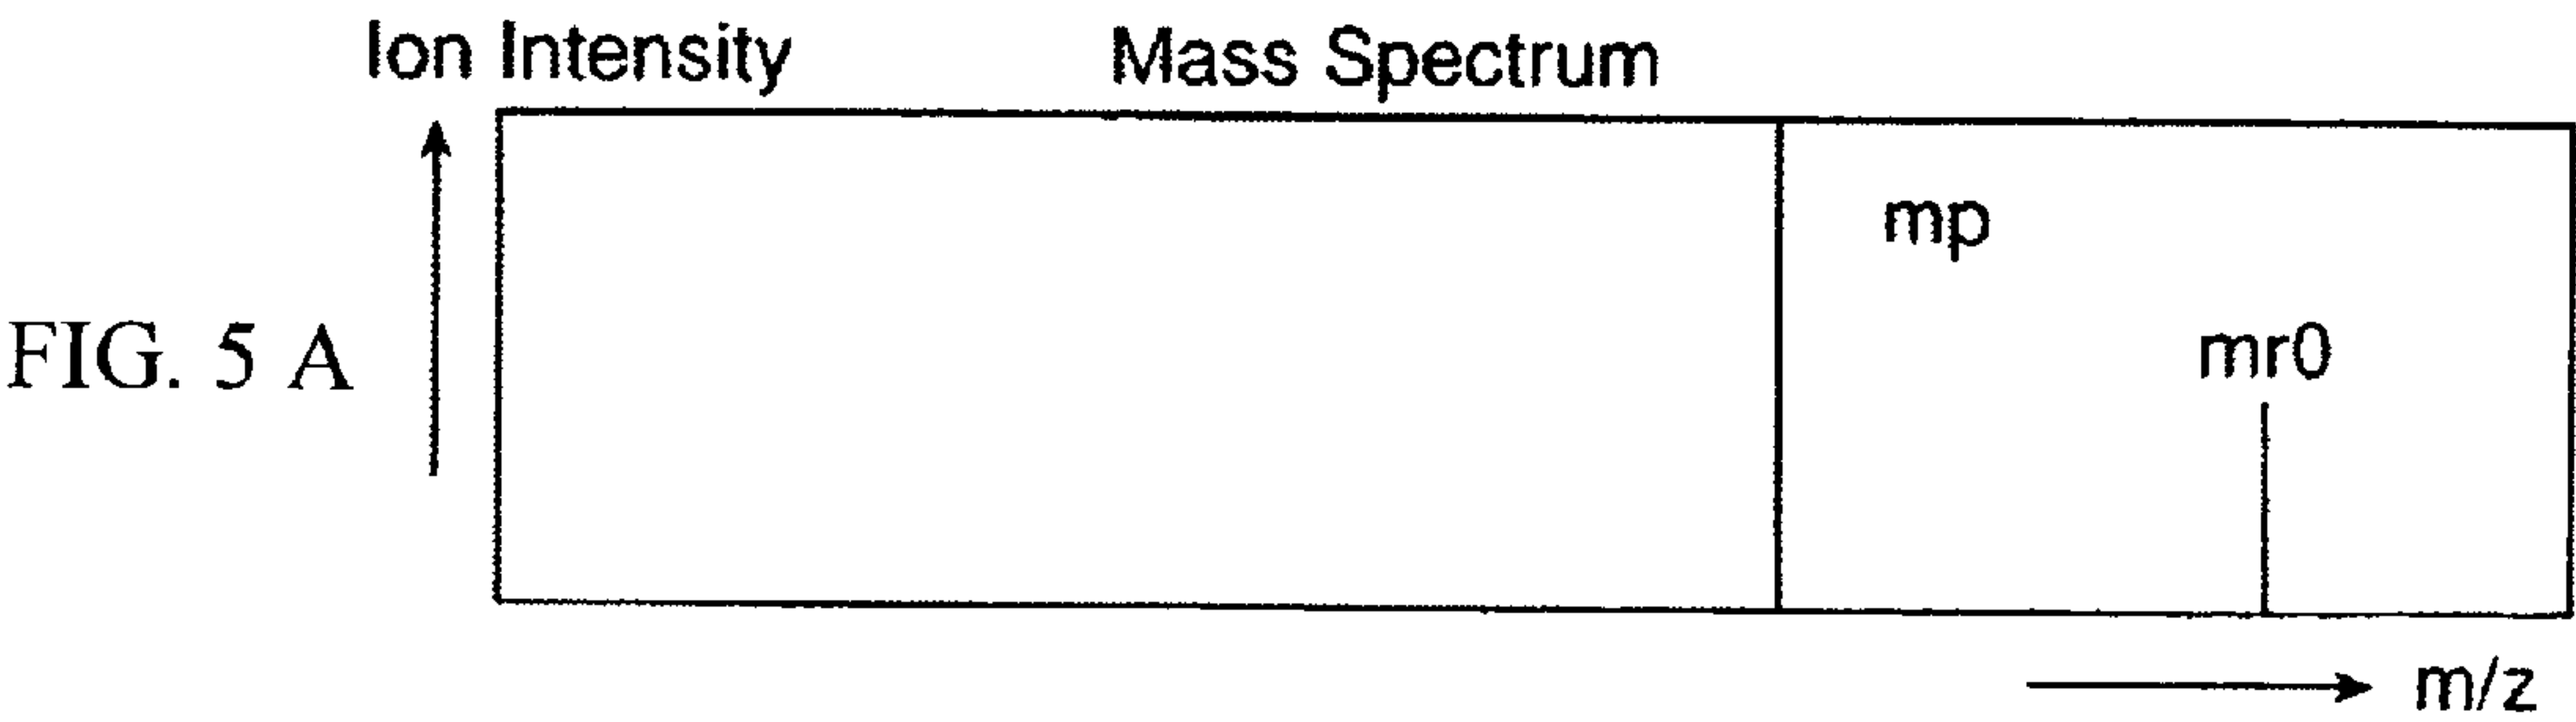 Ion Intensity
Mass Spectrum
mp
FIG. 5 A
mr0
m/z